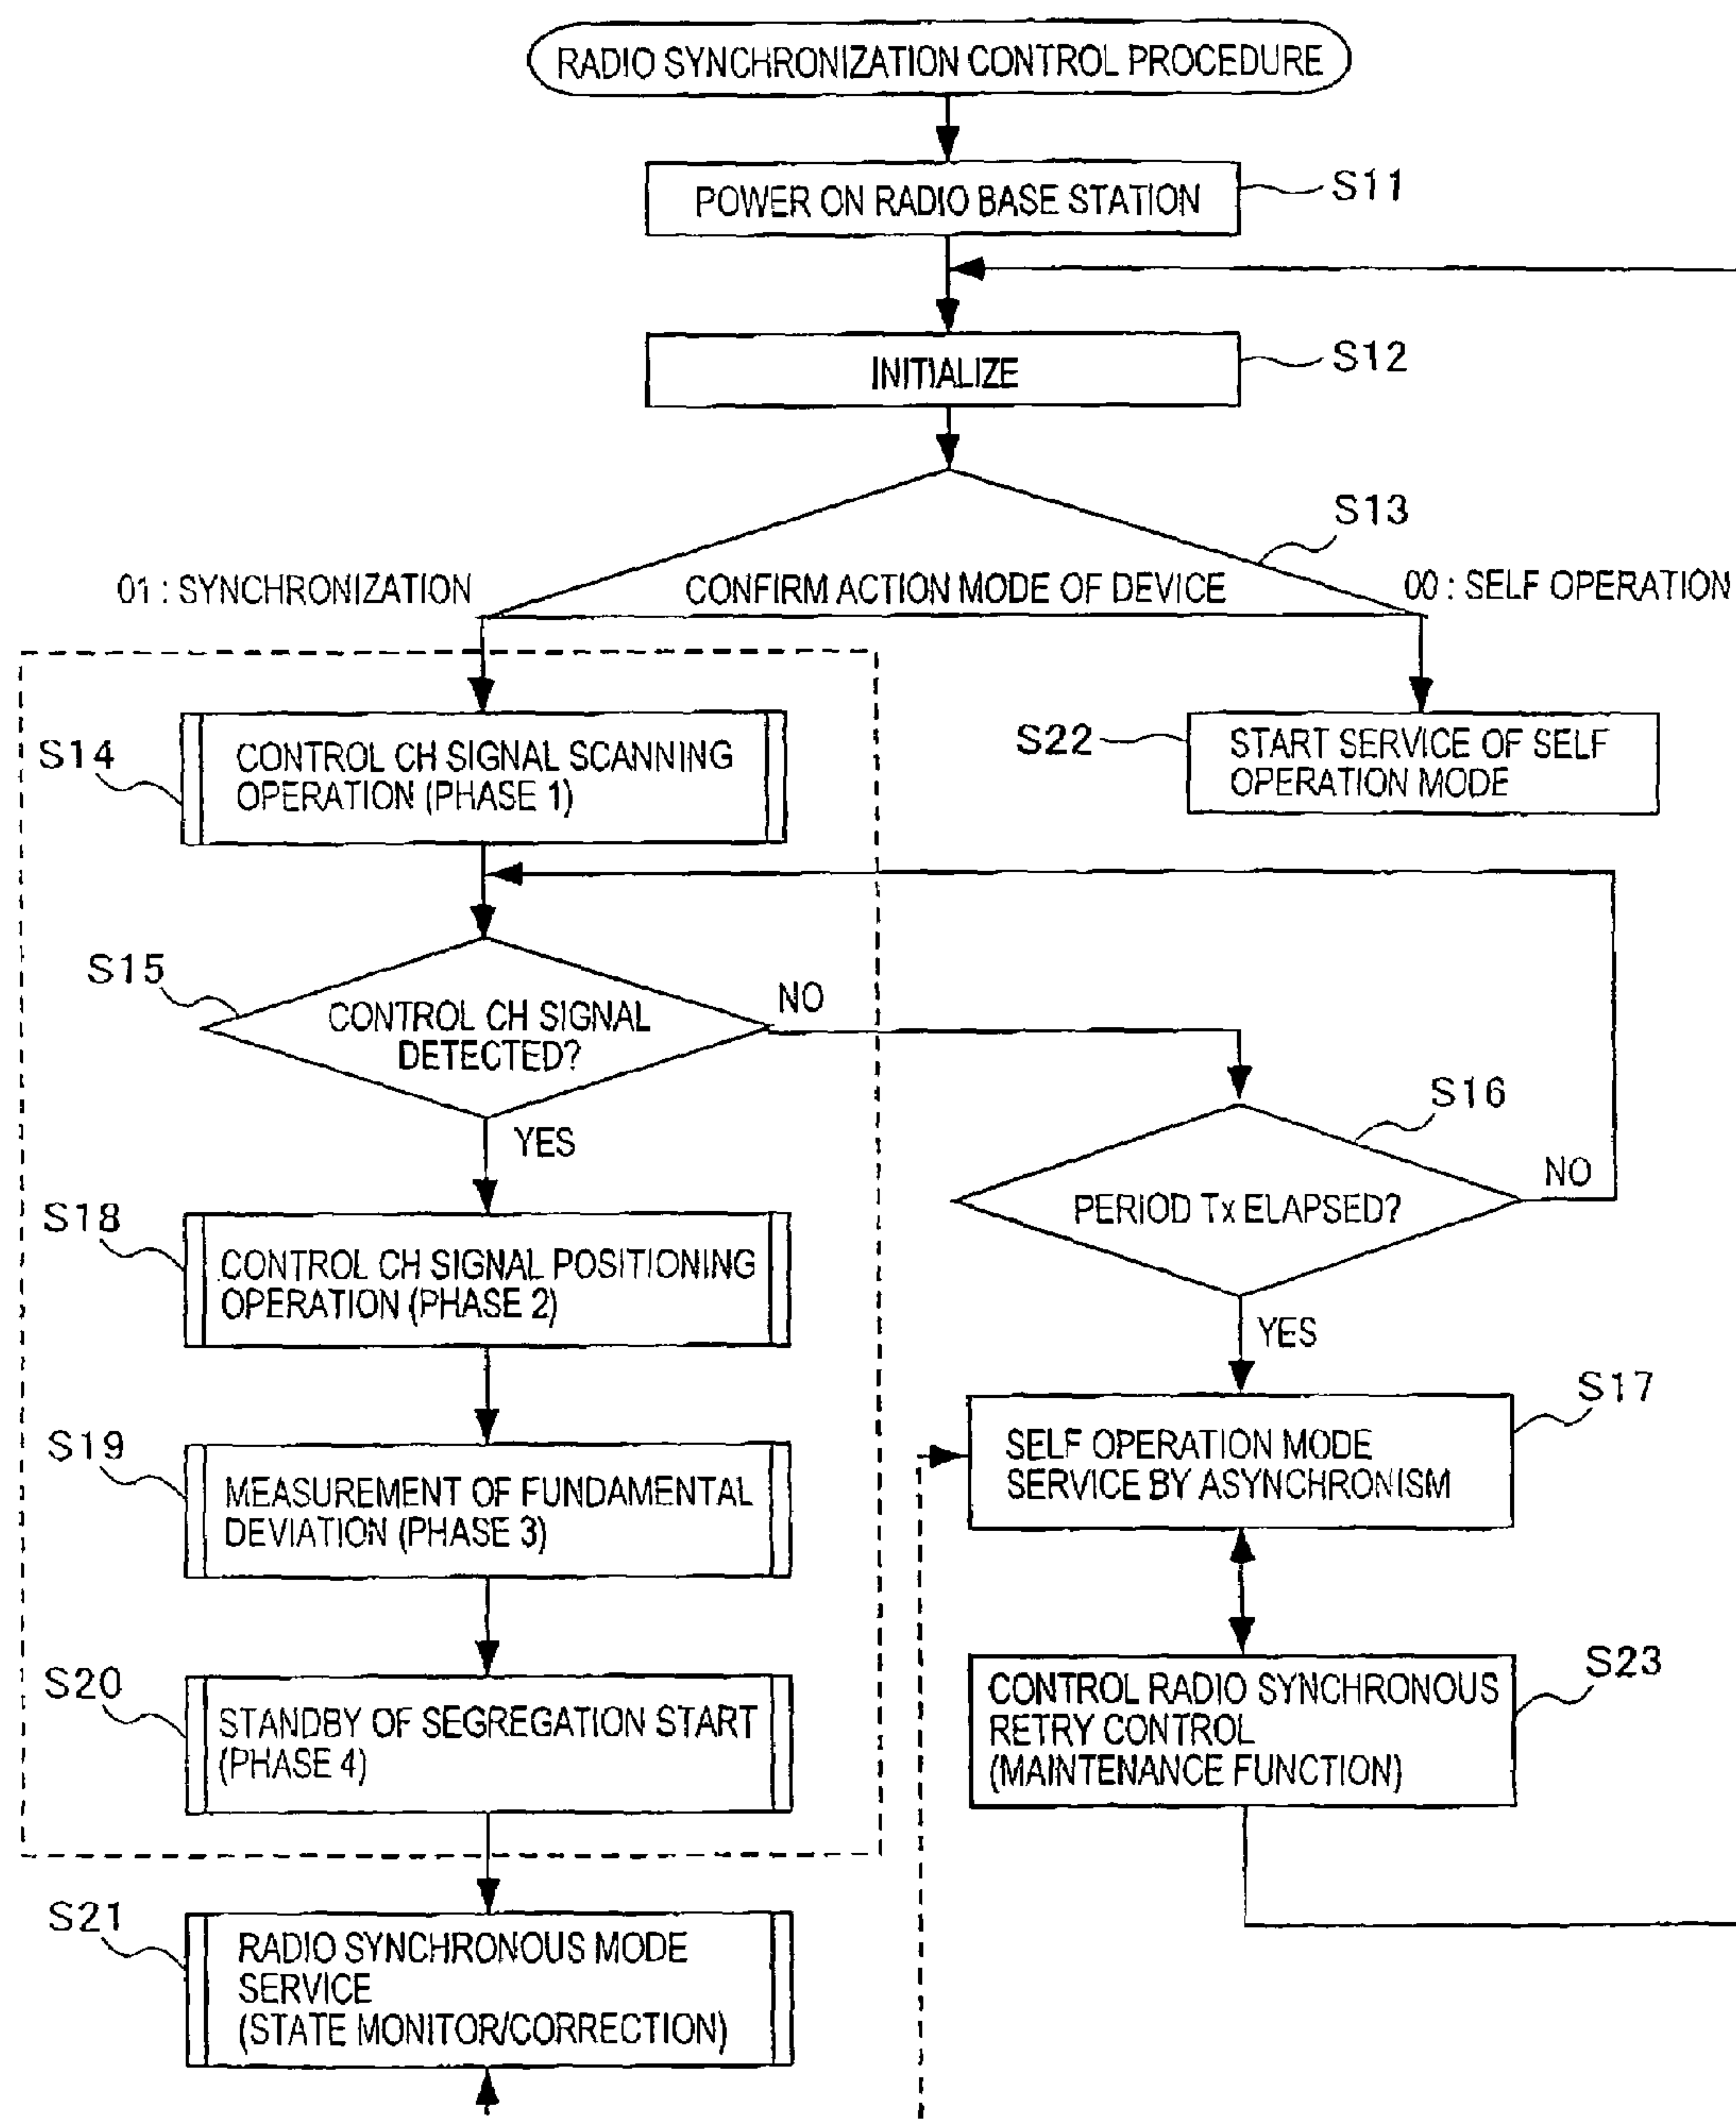 RADIO SYNCHRONIZATION CONTROL PROCEDURE
POWER ON RADIO BASE STATION
S11
INITIALIZE
S12
S13
01 : SYNCHRONIZATION
CONFIRM ACTION MODE OF DEVICE
00 : SELF OPERATION
S14
CONTROL CH SIGNAL SCANNING
OPERATION (PHASE 1)
S22
START SERVICE OF SELF
OPERATION MODE
S15
CONTROL CH SIGNAL
DETECTED?
NO
YES
S16
PERIOD Tx ELAPSED?
NO
YES
S18
CONTROL CH SIGNAL POSITIONING
OPERATION (PHASE 2)
S17
SELF OPERATION MODE
SERVICE BY ASYNCHRONISM
S19
MEASUREMENT OF FUNDAMENTAL
DEVIATION (PHASE 3)
S23
CONTROL RADIO SYNCHRONOUS
RETRY CONTROL
(MAINTENANCE FUNCTION)
S20
STANDBY OF SEGREGATION START
(PHASE 4)
S21
RADIO SYNCHRONOUS MODE
SERVICE
(STATE MONITOR/CORRECTION)